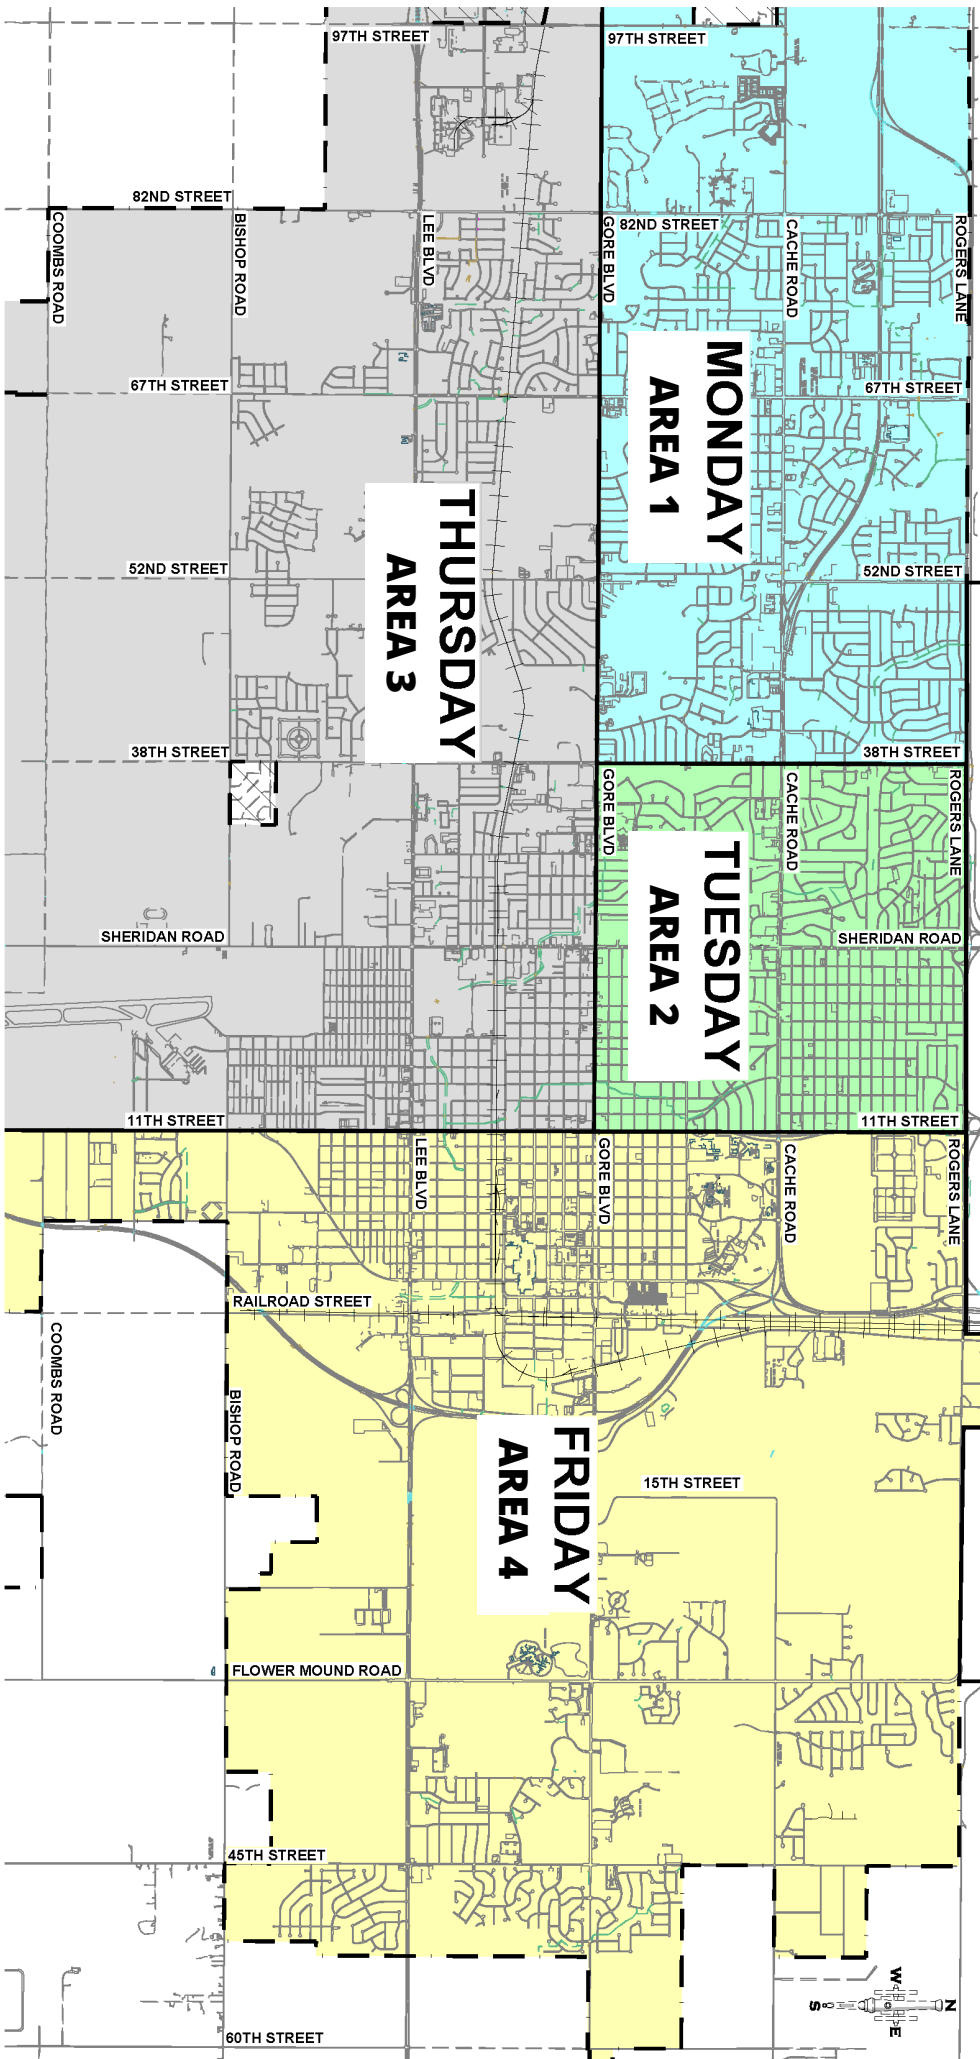 97TH STREET
97TH STREET
82ND STREET
82ND STREET
COOMBS ROAD
BISHOP ROAD
LEE BLVD
GORE BLVD
CACHE ROAD
ROGERS LANE
67TH STREET
67TH STREET
MONDAY
AREA 1
THURSDAY
AREA 3
52ND STREET
52ND STREET
38TH STREET
38TH STREET
GORE BLVD
CACHE ROAD
ROGERS LANE
TUESDAY
AREA 2
SHERIDAN ROAD
SHERIDAN ROAD
11TH STREET
11TH STREET
LEE BLVD
GORE BLVD
CACHE ROAD
ROGERS LANE
RAILROAD STREET
COOMBS ROAD
BISHOP ROAD
FRIDAY
AREA 4
15TH STREET
FLOWER MOUND ROAD
45TH STREET
W
N
S
E
60TH STREET